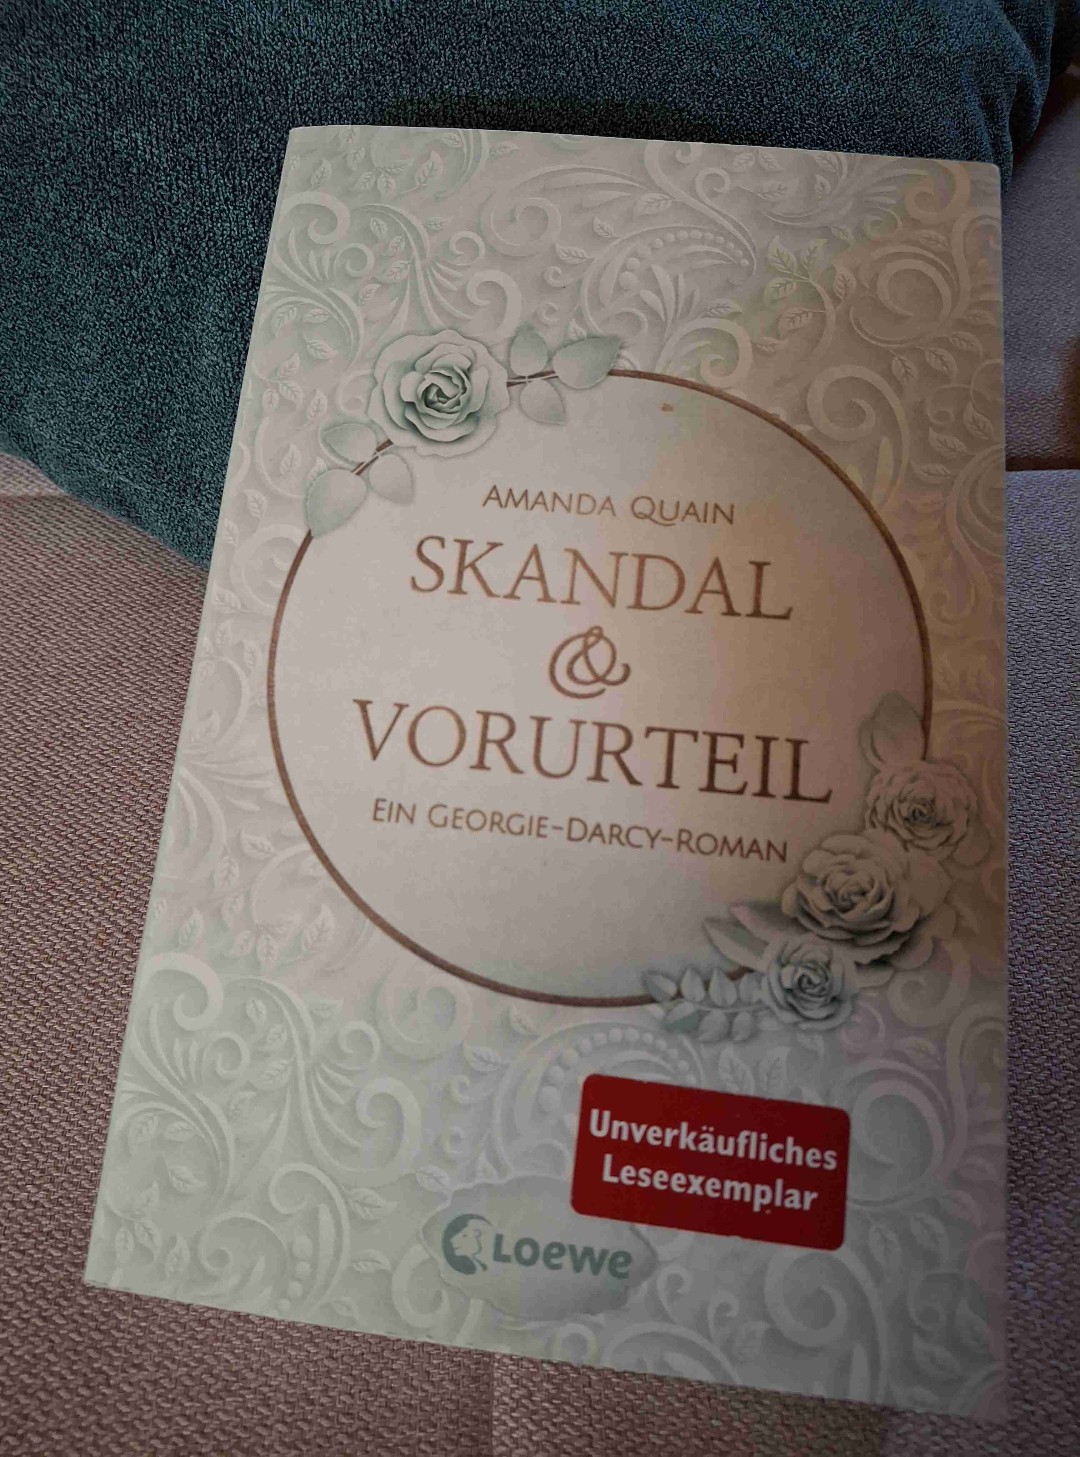 Amanda Quain
SKANDAL
&
VORURTEIL
Ein Georgie-Darcy-Roman
Unverkäufliches
Leseexemplar
Loewe